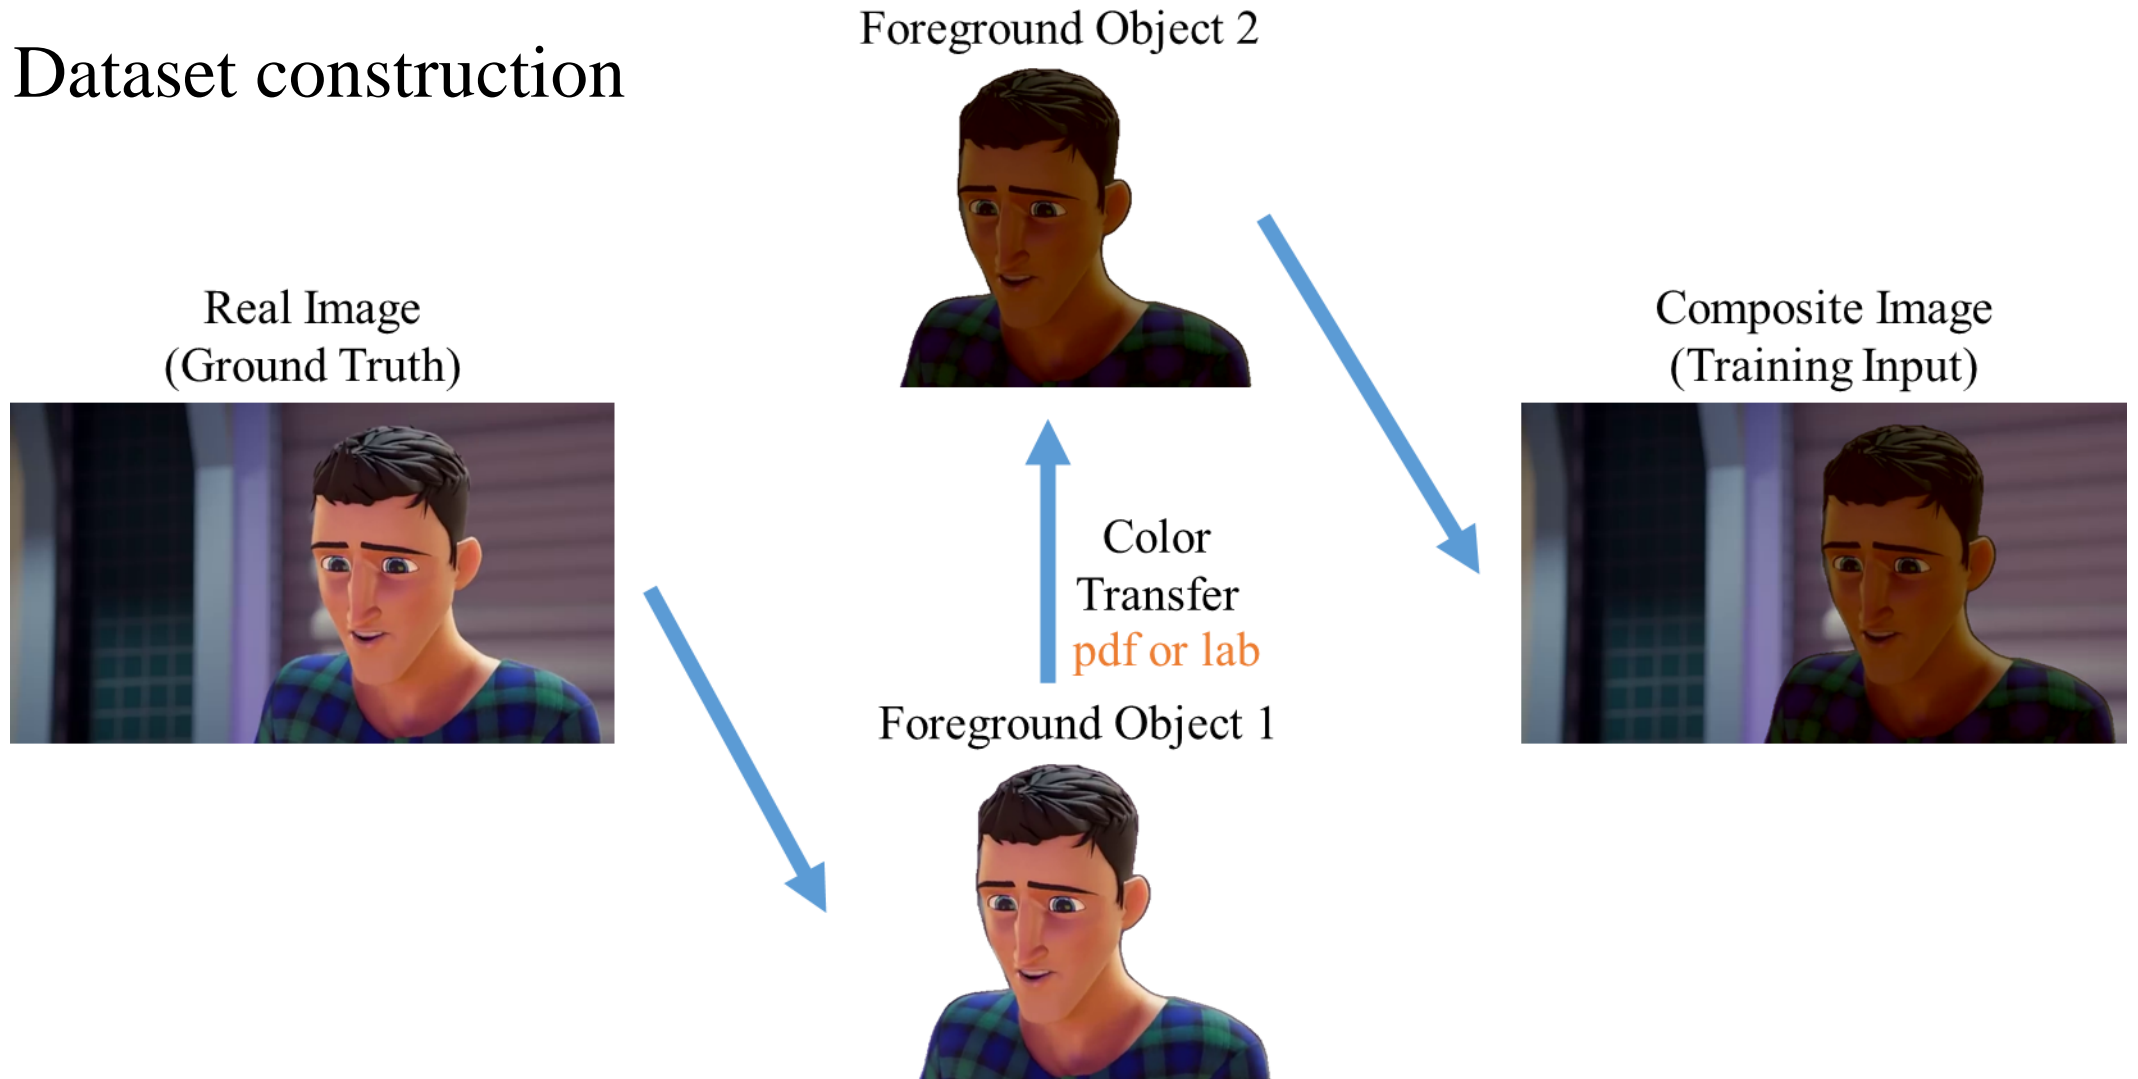 Dataset construction
Foreground Object 2
Real Image
(Ground Truth)
Composite Image
(Training Input)
Color
Transfer
pdf or lab
Foreground Object 1